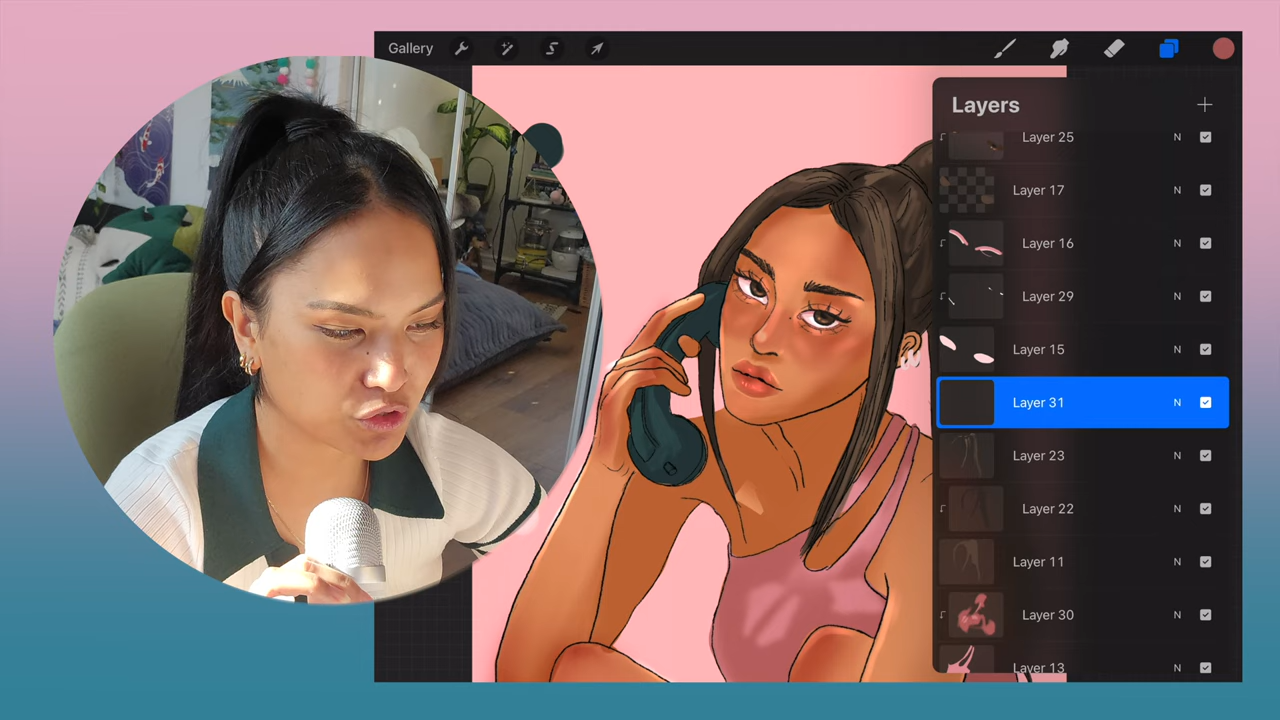 Gallery
Layers
Layer 25 N
Layer 17 N
Layer 16 N
Layer 29 N
Layer 15 N
Layer 31 N
Layer 23 N
Layer 22 N
Layer 11 N
Layer 30 N
Layer 13 N